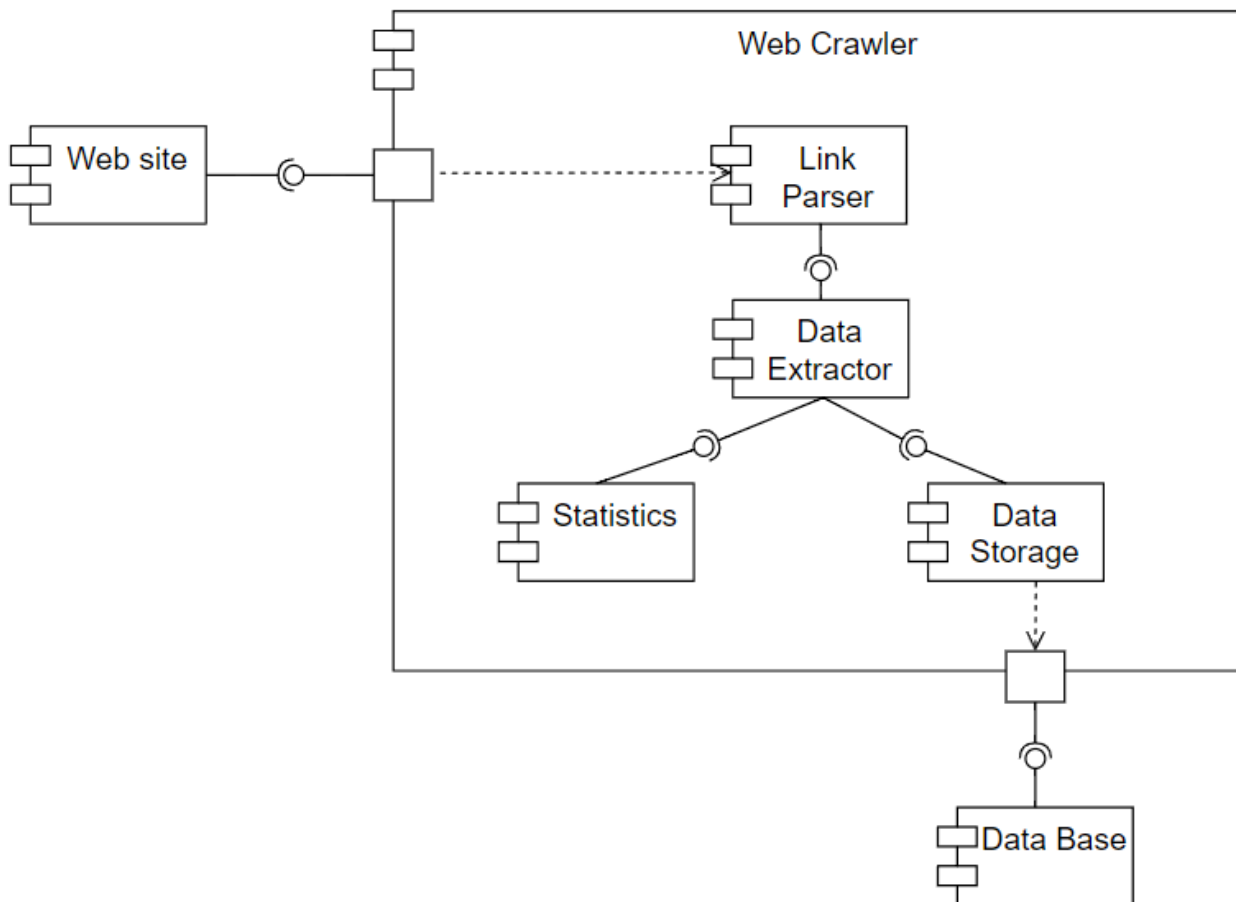 Web Crawler
Web site
Link
Parser
Data
Extractor
Statistics
Data
Storage
Data Base